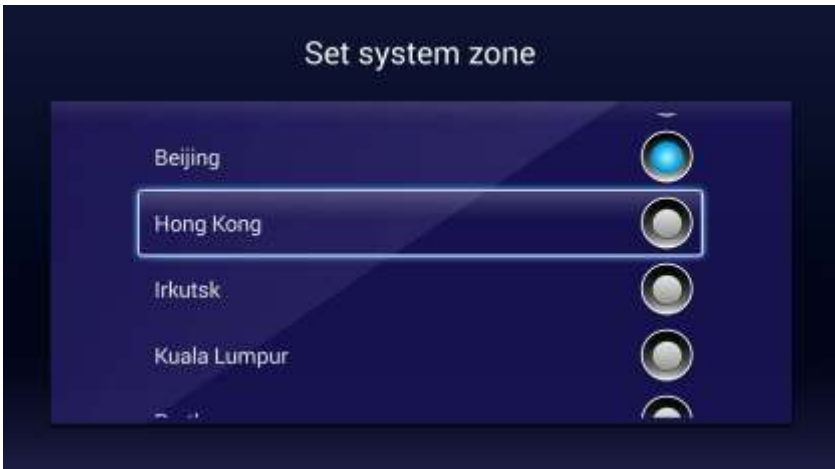 Set system zone
Beijing
Hong Kong
Irkutsk
Kuala Lumpur